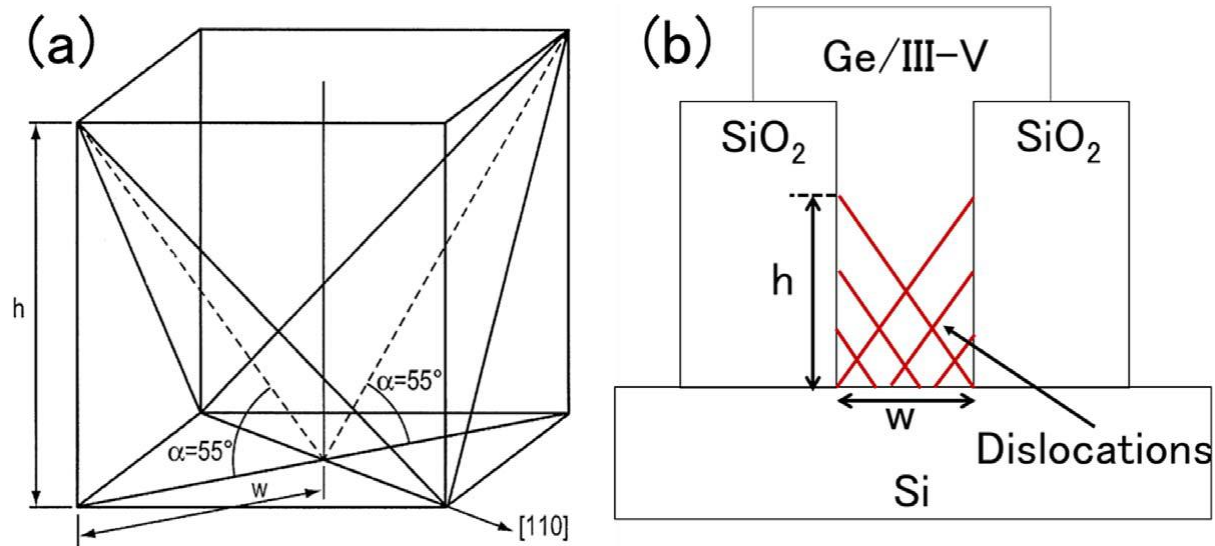 (a)
h
α=55°
α=55°
w
[110]
(b)
Ge/III-V
SiO₂
SiO₂
h
w
Dislocations
Si